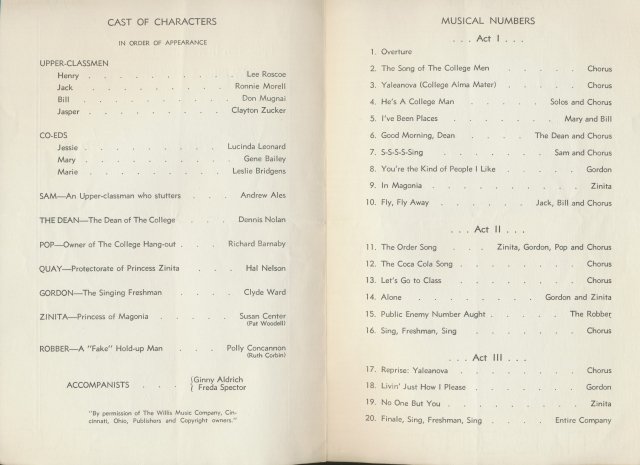 CAST OF CHARACTERS
IN ORDER OF APPEARANCE
UPPER-CLASSMEN
Henry . . . . . . . . . Lee Roscoe
Jack . . . . . . . . . Ronnie Morell
Bill . . . . . . . . . Don Mugnai
Jasper . . . . . . . . Clayton Zucker
CO-EDS
Jessie . . . . . . . . Lucinda Leonard
Mary . . . . . . . . . Gene Bailey
Marie . . . . . . . . Leslie Bridgens
SAM—An Upper-classman who stutters . . Andrew Ales
THE DEAN—The Dean of The College . . Dennis Nolan
POP—Owner of The College Hang-out . . . Richard Barnaby
QUAY—Protectorate of Princess Zinita . . . Hal Nelson
GORDON—The Singing Freshman . . . . Clyde Ward
ZINITA—Princess of Magonia . . . . Susan Center
(Pat Woodell)
ROBBER—A "Fake" Hold-up Man . . . Polly Concannon
(Ruth Corbin)
ACCOMPANISTS . . . { Ginny Aldrich
{ Freda Spector
"By permission of The Willis Music Company, Cin-
cinnati, Ohio, Publishers and Copyright owners."
MUSICAL NUMBERS
. . . Act I . . .
1. Overture
2. The Song of The College Men . . . . . Chorus
3. Yaleanova (College Alma Mater) . . . . . Chorus
4. He's A College Man . . . . Solos and Chorus
5. I've Been Places . . . . . Mary and Bill
6. Good Morning, Dean . . . . The Dean and Chorus
7. S-S-S-S-Sing . . . . . Sam and Chorus
8. You're the Kind of People I Like . . . . Gordon
9. In Magonia . . . . . . . . Zinita
10. Fly, Fly Away . . . . . Jack, Bill and Chorus
. . . Act II . . .
11. The Order Song . . . Zinita, Gordon, Pop and Chorus
12. The Coca Cola Song . . . . . . . Chorus
13. Let's Go to Class . . . . . . . Chorus
14. Alone . . . . . . Gordon and Zinita
15. Public Enemy Number Aught . . . . . The Robber
16. Sing, Freshman, Sing . . . . . . Chorus
. . . Act III . . .
17. Reprise: Yaleanova . . . . . . . Chorus
18. Livin' Just How I Please . . . . . . Gordon
19. No One But You . . . . . . . Zinita
20. Finale, Sing, Freshman, Sing . . . . Entire Company